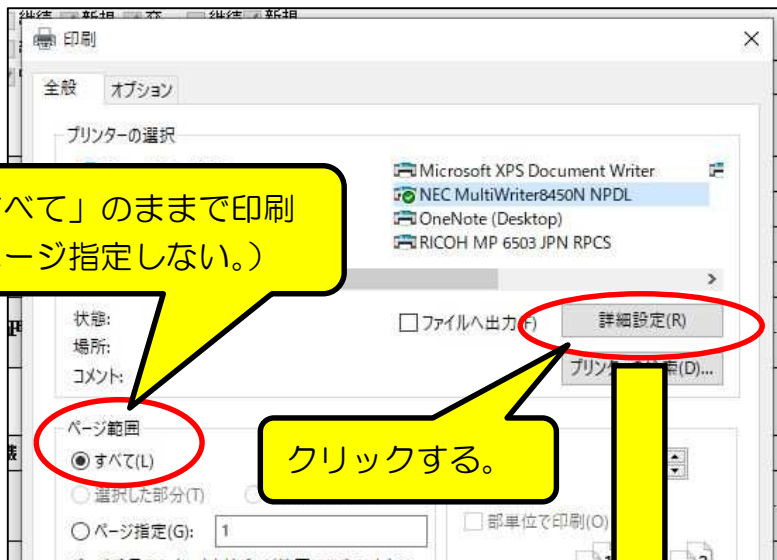 印刷
全般 オプション
プリンターの選択
Microsoft XPS Document Writer
NEC MultiWriter8450N NPDL
OneNote (Desktop)
RICOH MP 6503 JPN RPCS
べて」のままで印刷
ージ指定しない。)
状態:
場所:
コメント:
ファイルへ出力(F)
詳細設定(R)
(D)...
ページ範囲
すべて(L)
クリックする。
選択した部分(T)
ページ指定(G): 1
部単位で印刷(O)